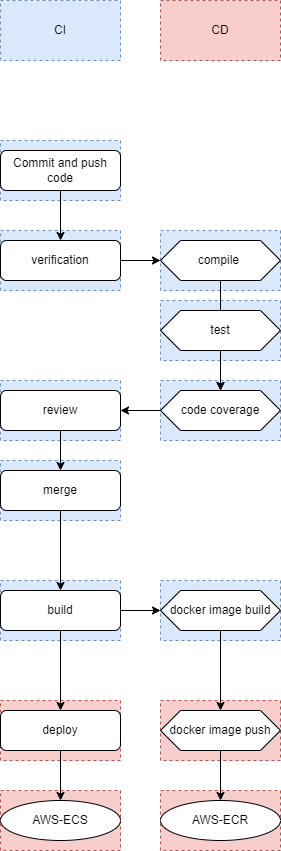 CI
CD
Commit and push
code
verification
compile
test
review
code coverage
merge
build
docker image build
deploy
docker image push
AWS-ECS
AWS-ECR